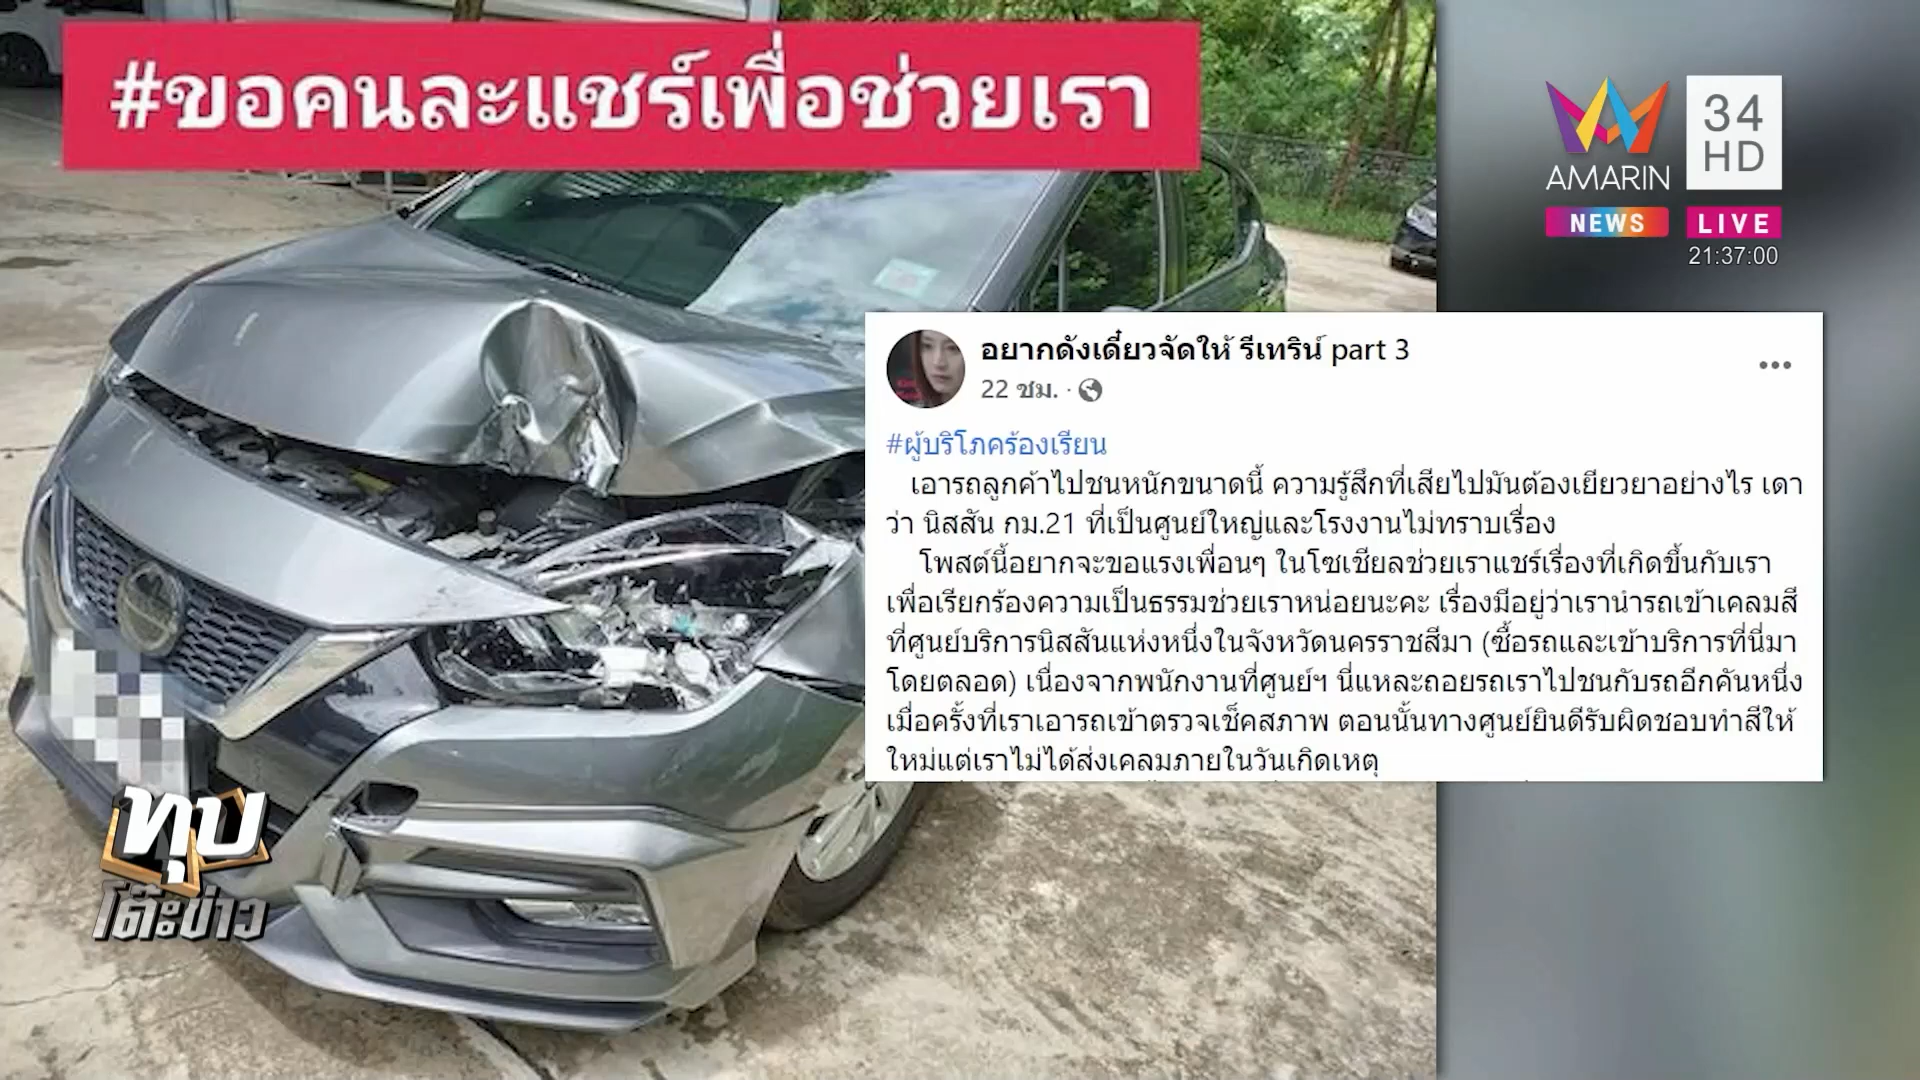 #ขอคนละแชร์เพื่อช่วยเรา
AMARIN
34
HD
NEWS
LIVE
21:37:00
อยากดังเดี๋ยวจัดให้ รีเทริน์ part 3
22 ชม. ·
#ผู้บริโภคร้องเรียน
เอารถลูกค้าไปชนหนักขนาดนี้ ความรู้สึกที่เสียไปมันต้องเยียวยาอย่างไร เดา
ว่า นิสสัน กม.21 ที่เป็นศูนย์ใหญ่และโรงงานไม่ทราบเรื่อง
โพสต์นี้อยากจะขอแรงเพื่อนๆ ในโซเชียลช่วยเราแชร์เรื่องที่เกิดขึ้นกับเรา
เพื่อเรียกร้องความเป็นธรรมช่วยเราหน่อยนะคะ เรื่องมีอยู่ว่าเรานำรถเข้าเคลมสี
ที่ศูนย์บริการนิสสันแห่งหนึ่งในจังหวัดนครราชสีมา (ซื้อรถและเข้าบริการที่นี่มา
โดยตลอด) เนื่องจากพนักงานที่ศูนย์ฯ นี่แหละถอยรถเราไปชนกับรถอีกคันหนึ่ง
เมื่อครั้งที่เราเอารถเข้าตรวจเช็คสภาพ ตอนนั้นทางศูนย์ยินดีรับผิดชอบทำสีให้
ใหม่แต่เราไม่ได้ส่งเคลมภายในวันเกิดเหตุ
ทุบ
โต๊ะข่าว